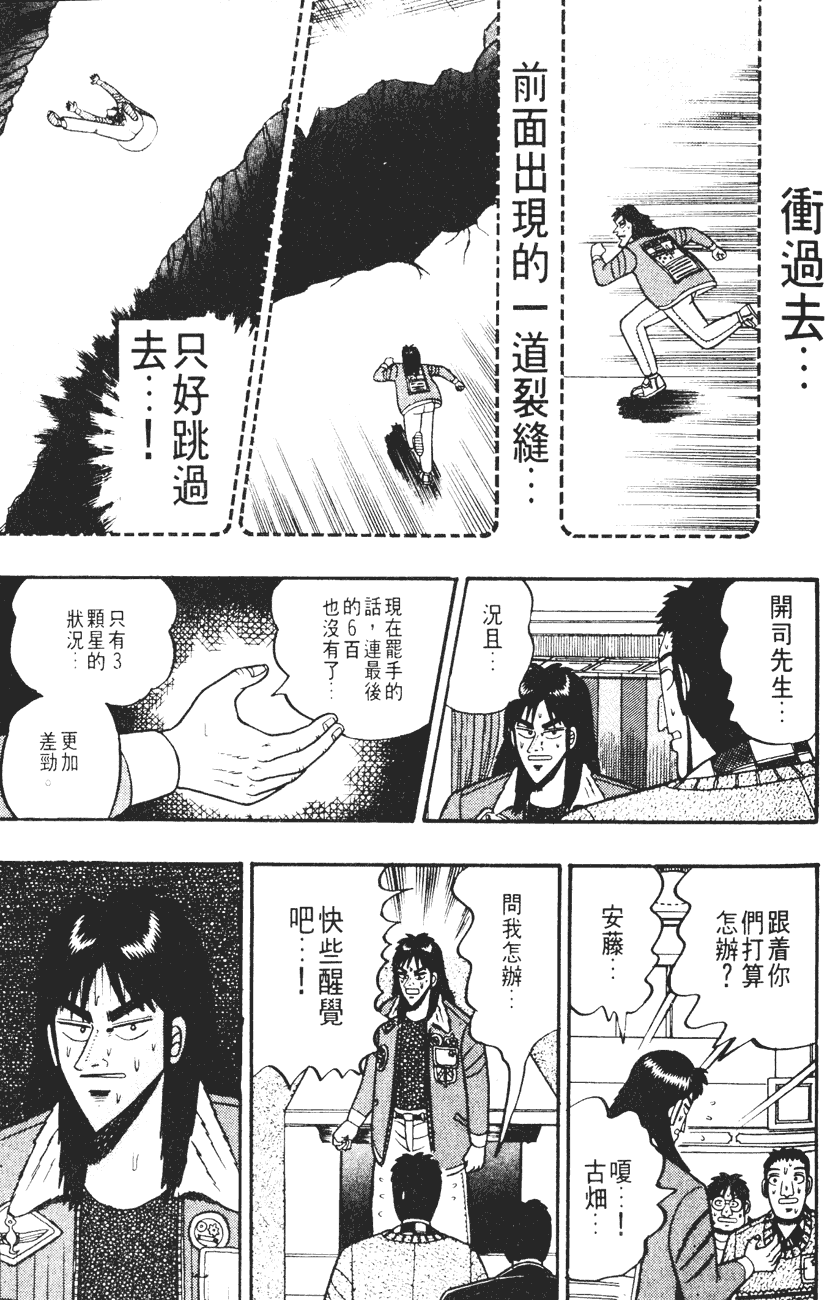 衝過去…
前面出現的一道裂縫…
只好跳過
去…！
開司先生…
況且…
現在罷手的
話，連最後
的6百
也沒有了…
只有3
顆星的
狀況…
更加
差勁。
跟着你
們打算
怎辦？
安藤…
嗄…！
古畑…
問我怎辦…
快些醒覺
吧…！